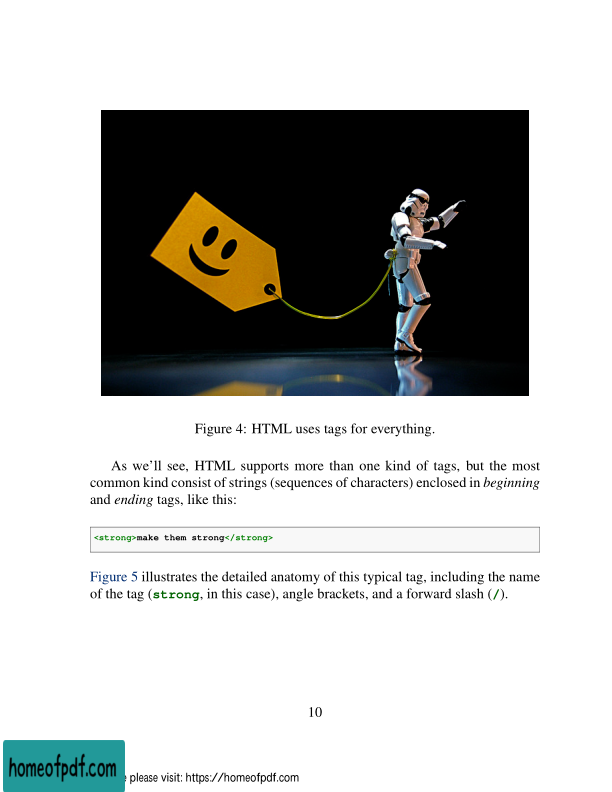 Figure 4: HTML uses tags for everything.
As we’ll see, HTML supports more than one kind of tags, but the most
common kind consist of strings (sequences of characters) enclosed in beginning
and ending tags, like this:
<strong>make them strong</strong>
Figure 5 illustrates the detailed anatomy of this typical tag, including the name
of the tag (strong, in this case), angle brackets, and a forward slash (/).
10
homeofpdf.com
please visit: https://homeofpdf.com